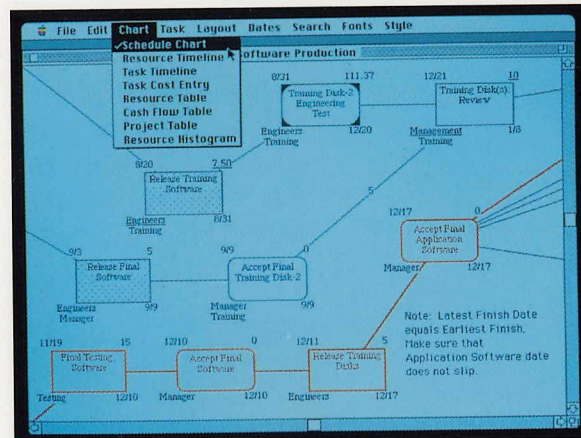 File Edit Chart Task Layout Dates Search Fonts Style
✓Schedule Chart
Resource Timeline
Task Timeline
Task Cost Entry
Resource Table
Cash Flow Table
Project Table
Resource Histogram
oftware Production
8/31 111.37
Training Disk-2
Engineering
Test
Engineers 12/20
Training
12/21 10
Training Disk(s):
Review
Management 1/8
Training
8/20 7.50
Release Training
Software
Engineers 8/31
Training
5
12/17 0
Accept Final
Application
Software
Manager 12/17
9/3 5
Release Final
Software
Engineers 9/9
Manager
9/9 0
Accept Final
Training Disk-2
Manager 9/9
Training
Note: Latest Finish Date
equals Earliest Finish.
Make sure that
Application Software date
does not slip.
11/19 15
Final Testing
Software
Testing 12/10
12/10 0
Accept Final
Software
Manager 12/10
12/11 5
Release Training
Disks
Engineers 12/17